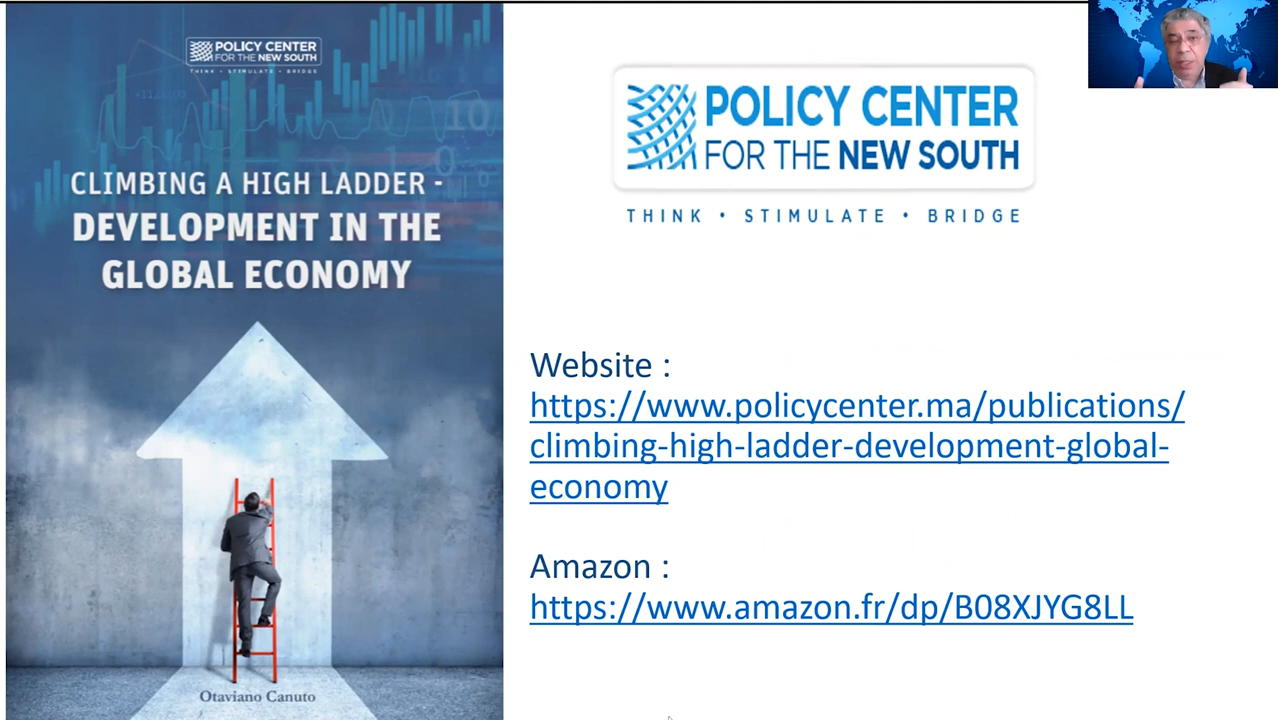 POLICY CENTER
FOR THE NEW SOUTH
THINK • STIMULATE • BRIDGE
CLIMBING A HIGH LADDER -
DEVELOPMENT IN THE
GLOBAL ECONOMY
Otaviano Canuto
POLICY CENTER
FOR THE NEW SOUTH
THINK • STIMULATE • BRIDGE
Website :
https://www.policycenter.ma/publications/
climbing-high-ladder-development-global-
economy
Amazon :
https://www.amazon.fr/dp/B08XJYG8LL